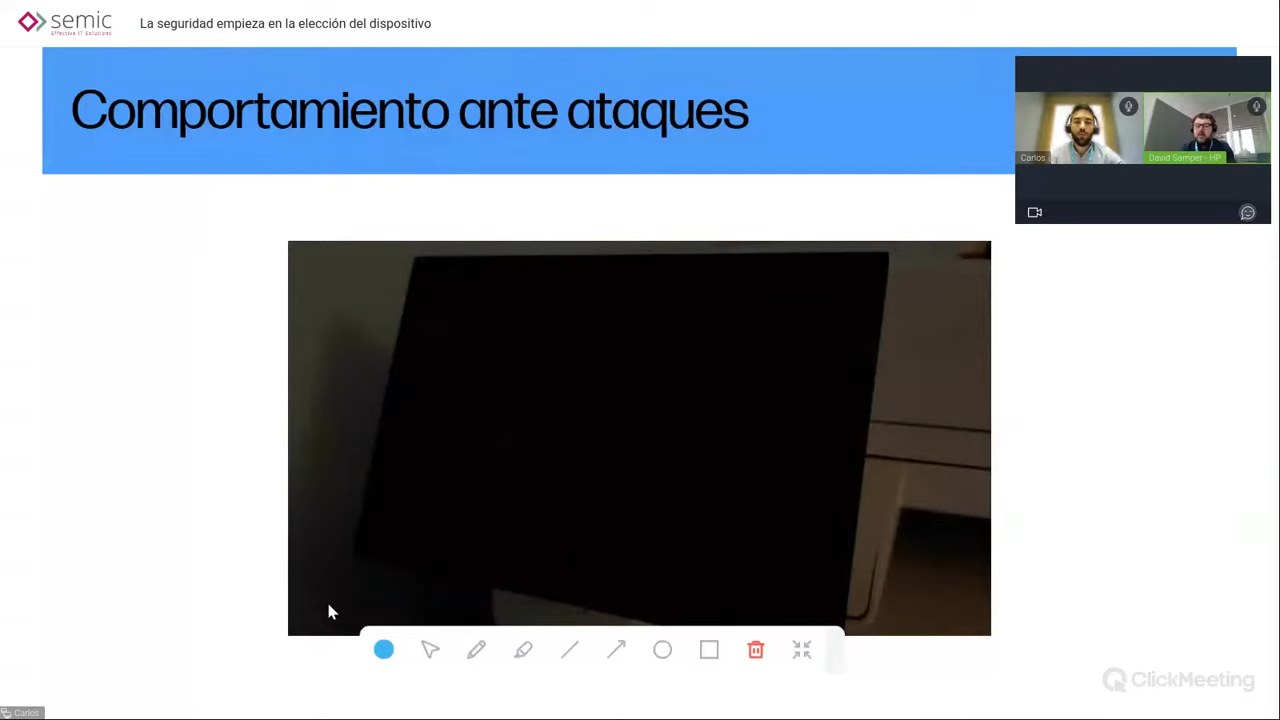 semic
Effective IT Solutions
La seguridad empieza en la elección del dispositivo
Comportamiento ante ataques
Carlos
David Samper - HP
ClickMeeting
Carlos